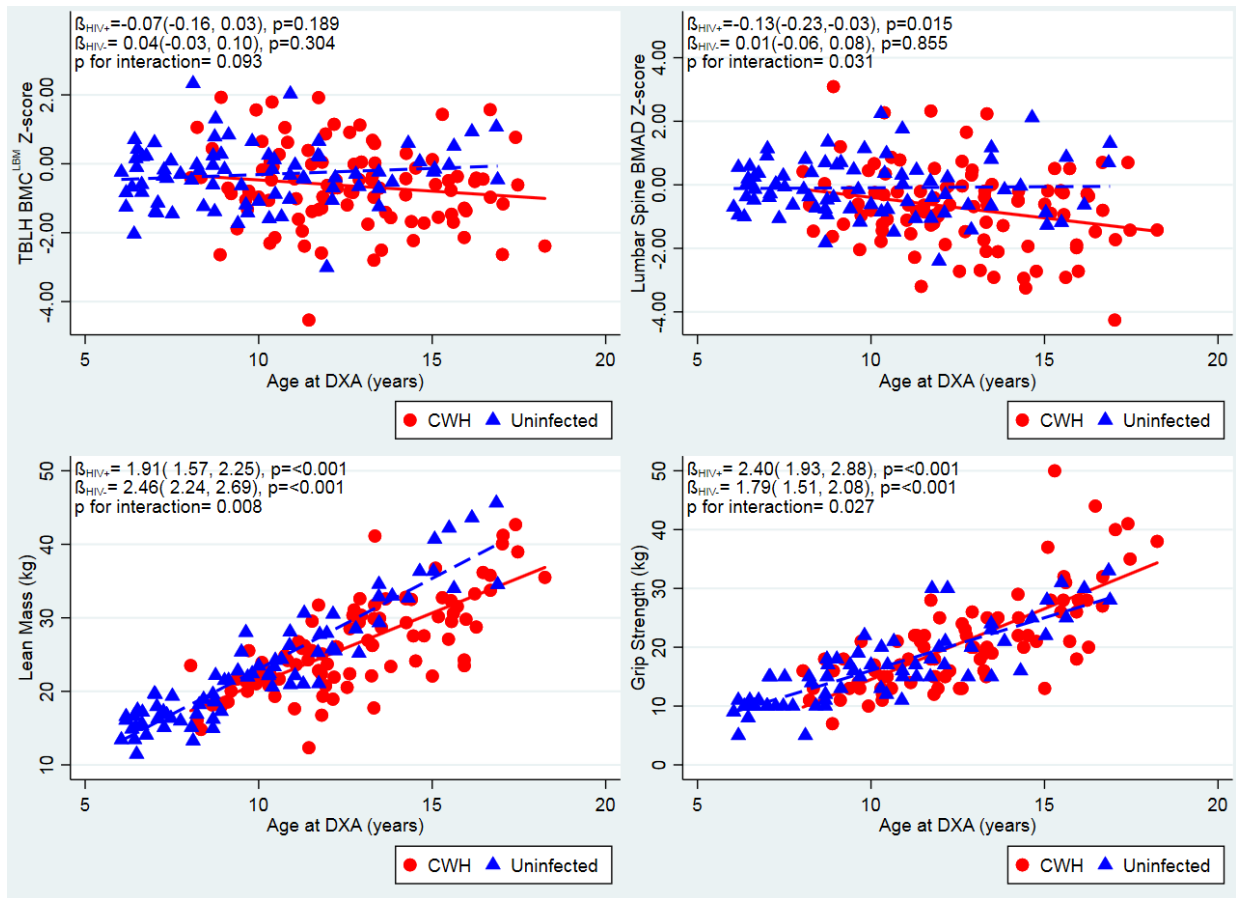 ßHIV+=-0.07(-0.16, 0.03), p=0.189
ßHIV-= 0.04(-0.03, 0.10), p=0.304
p for interaction= 0.093
TBLH BMCᴸᴮᴹ Z-score
2.00
0.00
-2.00
-4.00
5 10 15 20
Age at DXA (years)
CWH Uninfected
ßHIV+=-0.13(-0.23,-0.03), p=0.015
ßHIV-= 0.01(-0.06, 0.08), p=0.855
p for interaction= 0.031
Lumbar Spine BMAD Z-score
4.00
2.00
0.00
-2.00
-4.00
5 10 15 20
Age at DXA (years)
CWH Uninfected
ßHIV+= 1.91( 1.57, 2.25), p=<0.001
ßHIV-= 2.46( 2.24, 2.69), p=<0.001
p for interaction= 0.008
Lean Mass (kg)
50
40
30
20
10
5 10 15 20
Age at DXA (years)
CWH Uninfected
ßHIV+= 2.40( 1.93, 2.88), p=<0.001
ßHIV-= 1.79( 1.51, 2.08), p=<0.001
p for interaction= 0.027
Grip Strength (kg)
50
40
30
20
10
0
5 10 15 20
Age at DXA (years)
CWH Uninfected